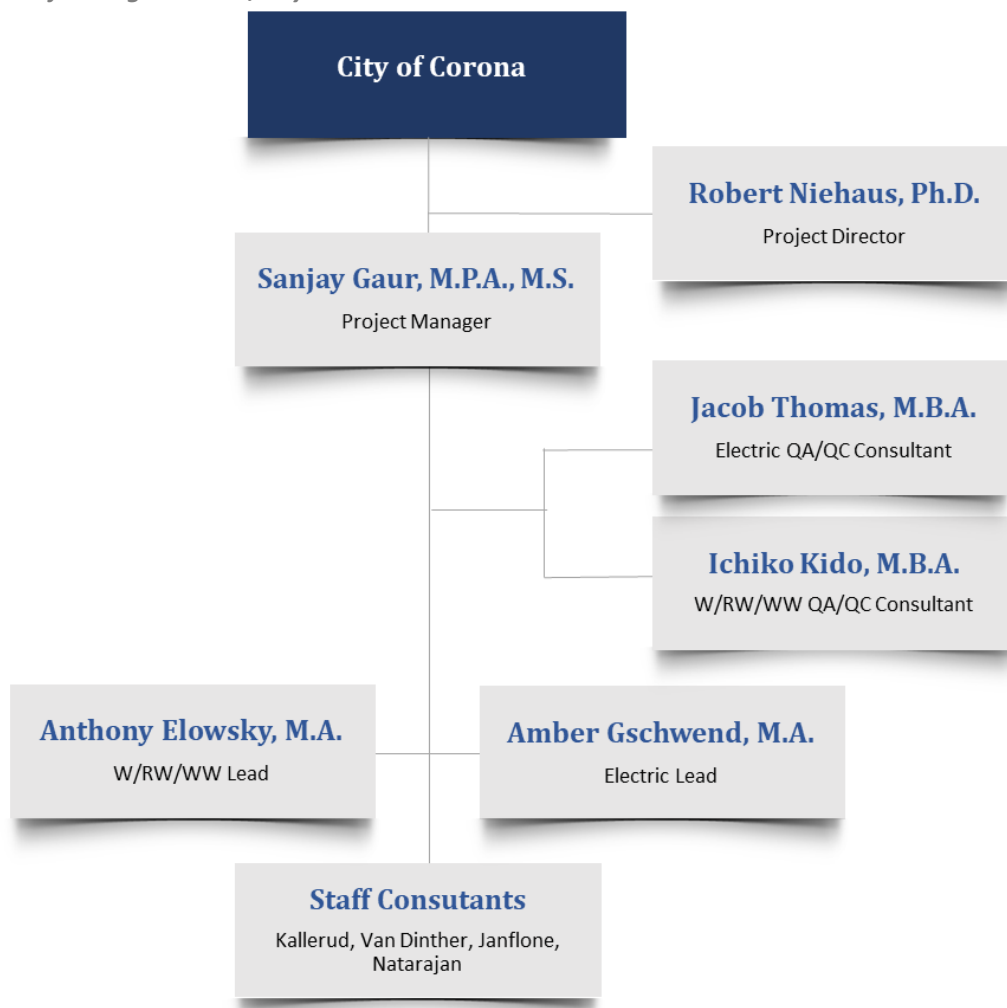 City of Corona
Robert Niehaus, Ph.D.
Project Director
Sanjay Gaur, M.P.A., M.S.
Project Manager
Jacob Thomas, M.B.A.
Electric QA/QC Consultant
Ichiko Kido, M.B.A.
W/RW/WW QA/QC Consultant
Anthony Elowsky, M.A.
W/RW/WW Lead
Amber Gschwend, M.A.
Electric Lead
Staff Consutants
Kallerud, Van Dinther, Janflone,
Natarajan